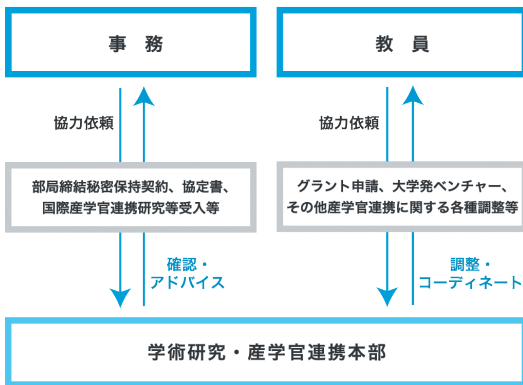 事　務
教　員
協力依頼
協力依頼
部局締結秘密保持契約、協定書、
国際産学官連携研究等受入等
グラント申請、大学発ベンチャー、
その他産学官連携に関する各種調整等
確認・
アドバイス
調整・
コーディネート
学術研究・産学官連携本部